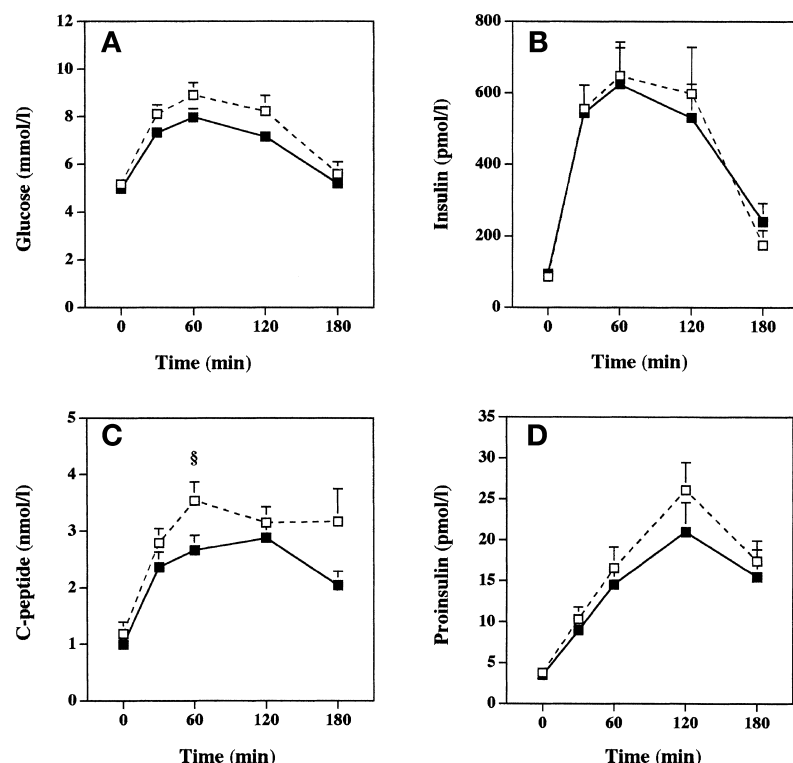 A
Glucose (mmol/l)
12
10
8
6
4
2
0
0 60 120 180
Time (min)
B
Insulin (pmol/l)
800
600
400
200
0
0 60 120 180
Time (min)
C
§
C-peptide (nmol/l)
5
4
3
2
1
0
0 60 120 180
Time (min)
D
Proinsulin (pmol/l)
35
30
25
20
15
10
5
0
0 60 120 180
Time (min)